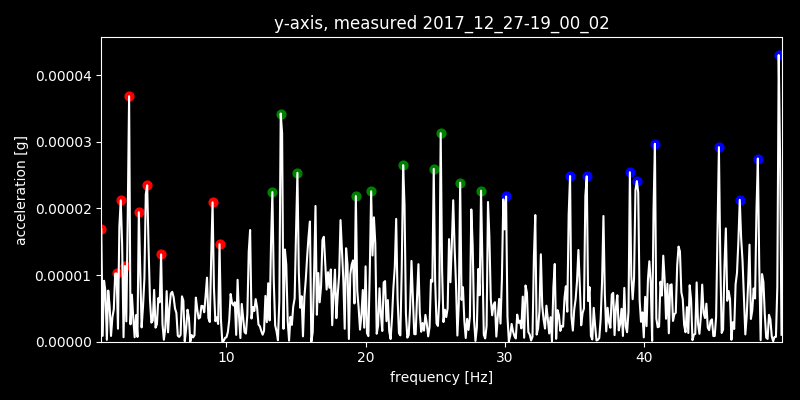 y-axis, measured 2017_12_27-19_00_02
0.00004
0.00003
0.00002
0.00001
0.00000
acceleration [g]
10 20 30 40
frequency [Hz]